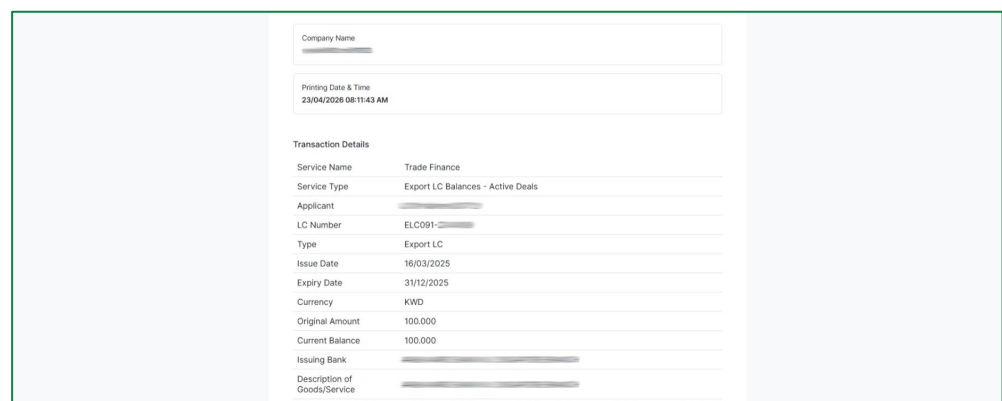 Company Name
Printing Date & Time
23/04/2026 08:11:43 AM
Transaction Details
Service Name Trade Finance
Service Type Export LC Balances - Active Deals
Applicant
LC Number ELC091-
Type Export LC
Issue Date 16/03/2025
Expiry Date 31/12/2025
Currency KWD
Original Amount 100.000
Current Balance 100.000
Issuing Bank
Description of
Goods/Service